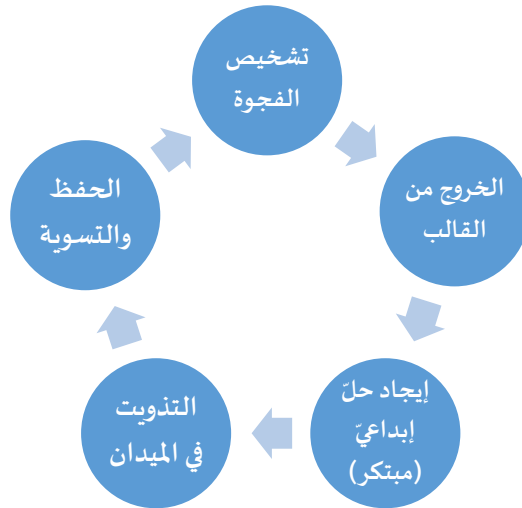 تشخيص
الفجوة
الخروج من
القالب
إيجاد حلّ
إبداعيّ
(مبتكر)
التذويت
في الميدان
الحفظ
والتسوية